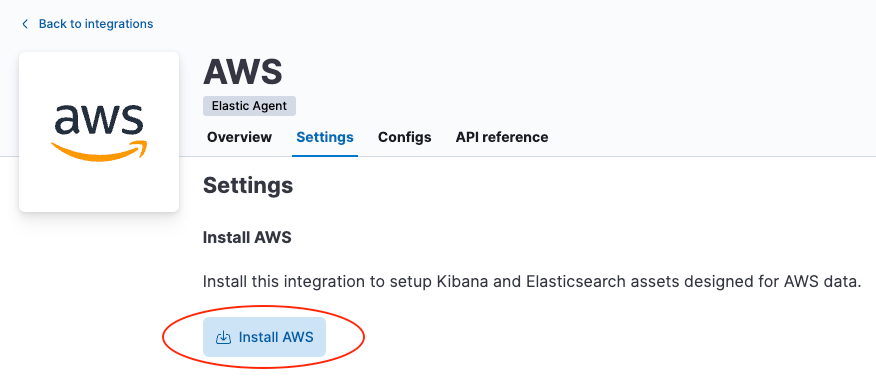 Back to integrations
aws
AWS
Elastic Agent
Overview Settings Configs API reference
Settings
Install AWS
Install this integration to setup Kibana and Elasticsearch assets designed for AWS data.
Install AWS